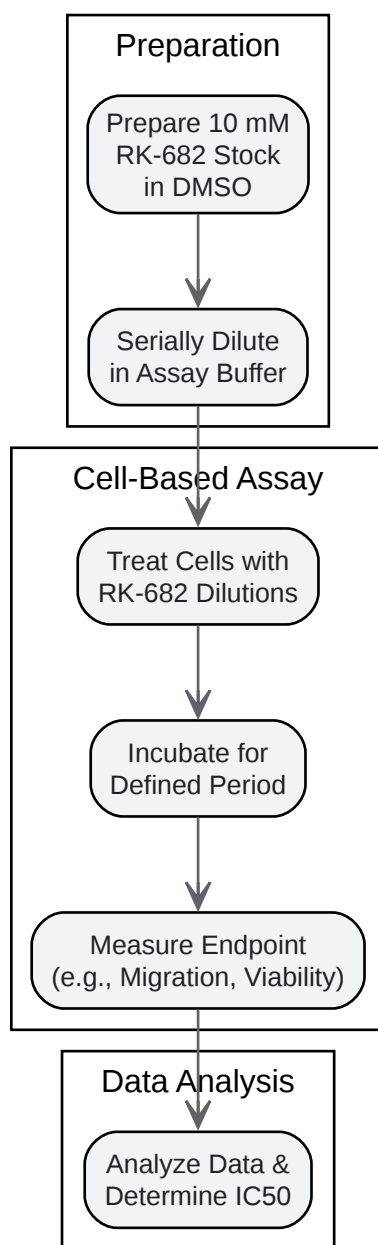 Preparation
Prepare 10 mM
RK-682 Stock
in DMSO
Serially Dilute
in Assay Buffer
Cell-Based Assay
Treat Cells with
RK-682 Dilutions
Incubate for
Defined Period
Measure Endpoint
(e.g., Migration, Viability)
Data Analysis
Analyze Data &
Determine IC50